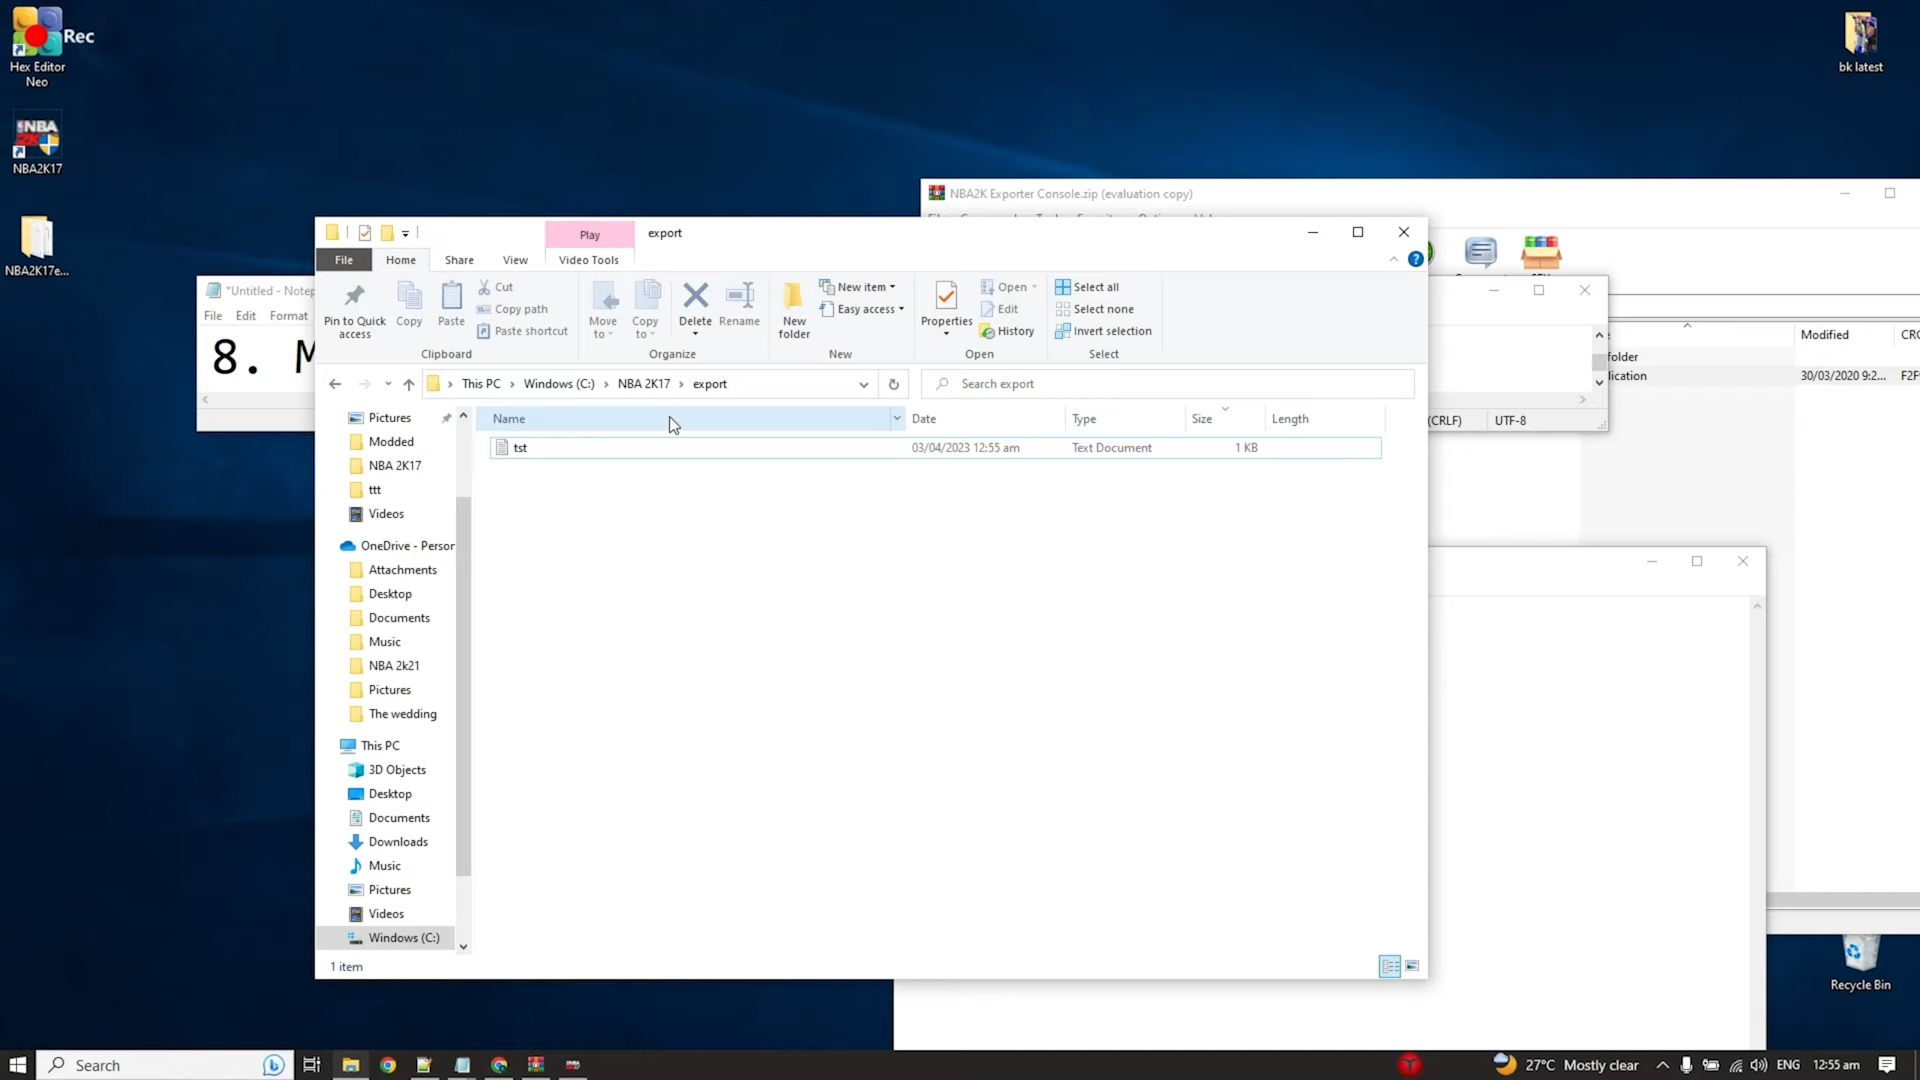 Rec
Hex Editor
Neo
NBA2K17
NBA2K17e...
bk latest
NBA2K Exporter Console.zip (evaluation copy)
Play
export
File
Home
Share
View
Video Tools
*Untitled - Notep
File Edit Format
8. M
Pin to Quick
access
Copy
Paste
Cut
Copy path
Paste shortcut
Clipboard
Move
to
Copy
to
Delete
Rename
Organize
New
folder
New item
Easy access
New
Properties
Open
Edit
History
Open
Select all
Select none
Invert selection
Select
This PC
Windows (C:)
NBA 2K17
export
Search export
Name
Date
Type
Size
Length
tst
03/04/2023 12:55 am
Text Document
1 KB
Pictures
Modded
NBA 2K17
ttt
Videos
OneDrive - Person
Attachments
Desktop
Documents
Music
NBA 2k21
Pictures
The wedding
This PC
3D Objects
Desktop
Documents
Downloads
Music
Pictures
Videos
Windows (C:)
1 item
Modified
CRC
folder
lication
30/03/2020 9:2...
F2F
(CRLF)
UTF-8
Recycle Bin
Search
27°C Mostly clear
ENG
12:55 am